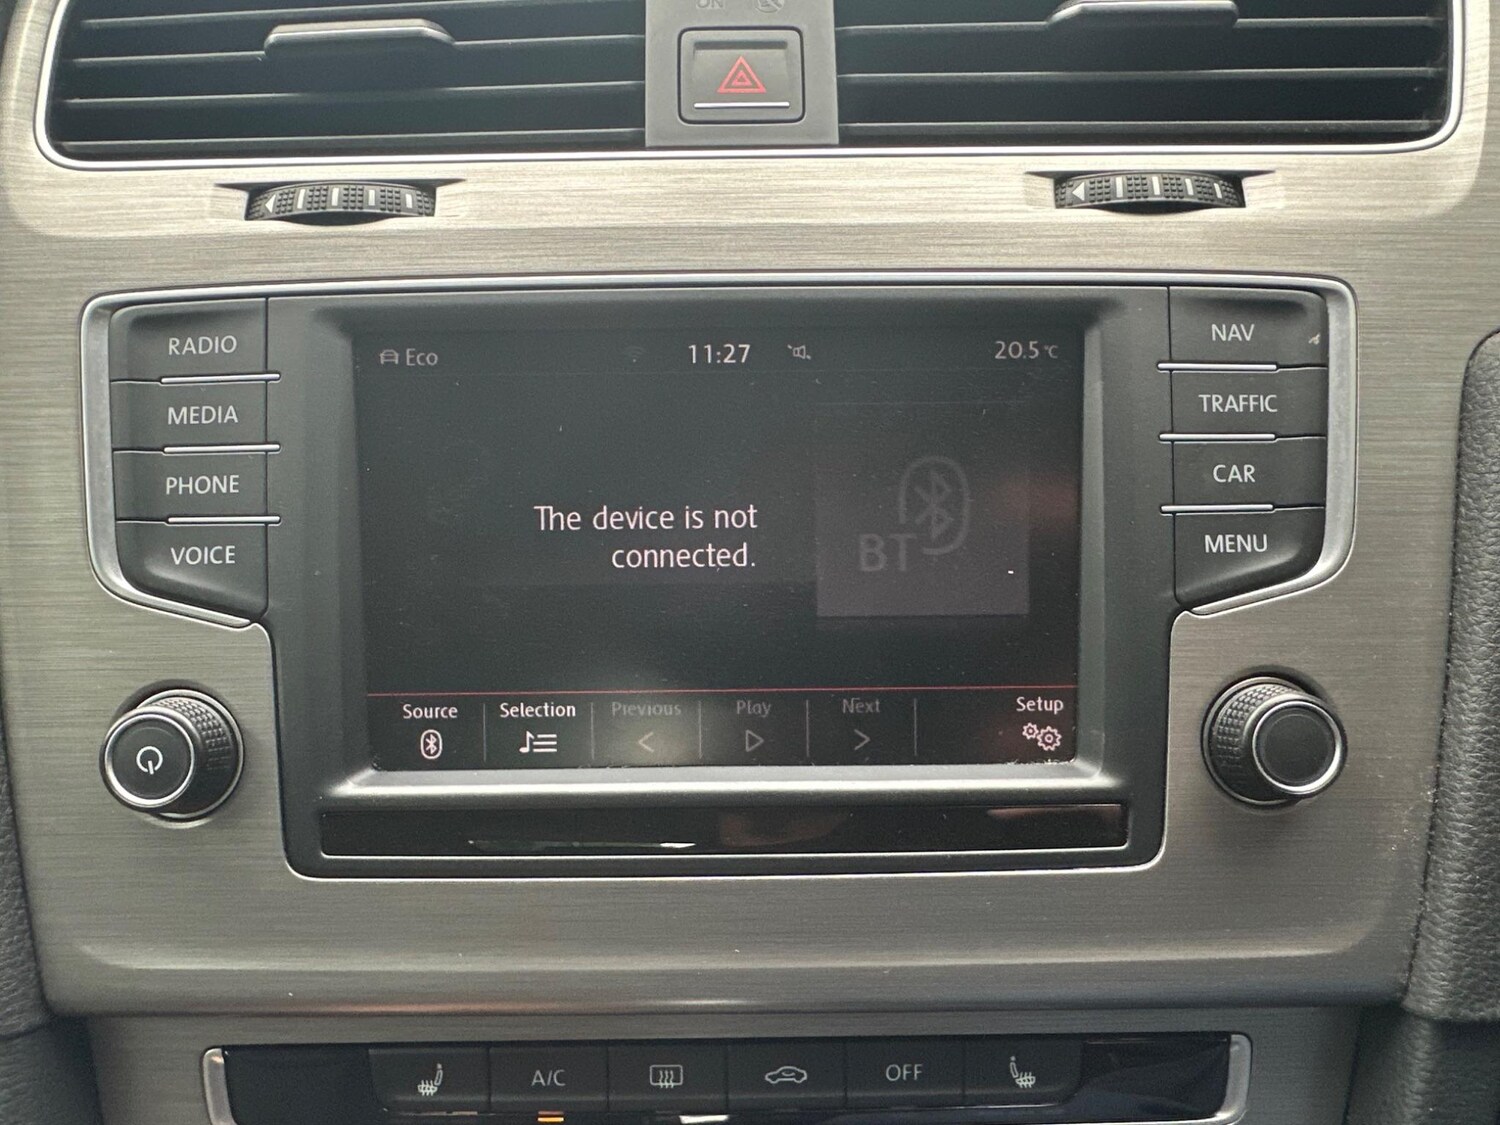 ON
RADIO
MEDIA
PHONE
VOICE
Eco
11:27
20.5°C
The device is not
connected.
BT
Source
Selection
Previous
Play
Next
Setup
NAV
TRAFFIC
CAR
MENU
A/C
OFF